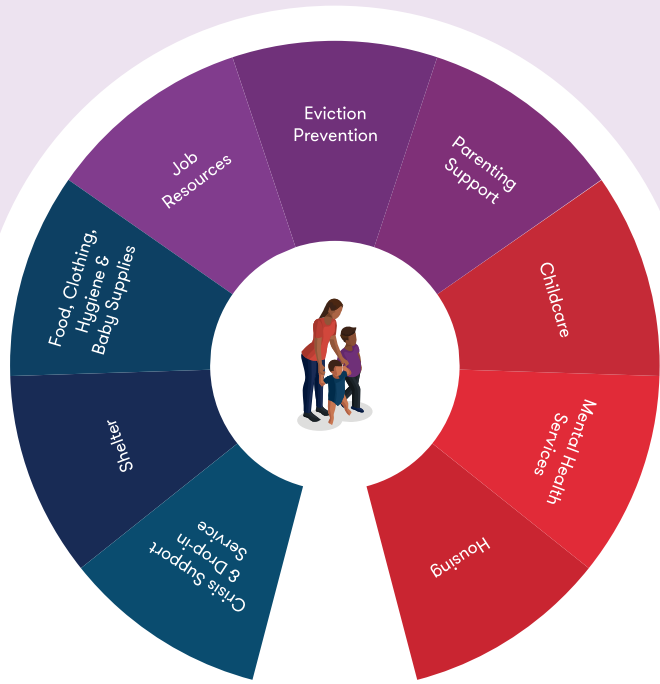 Eviction
Prevention
Parenting
Support
Childcare
Mental Health
Services
Housing
Crisis Support
& Drop-in
Service
Shelter
Food, Clothing,
Hygiene &
Baby Supplies
Job
Resources